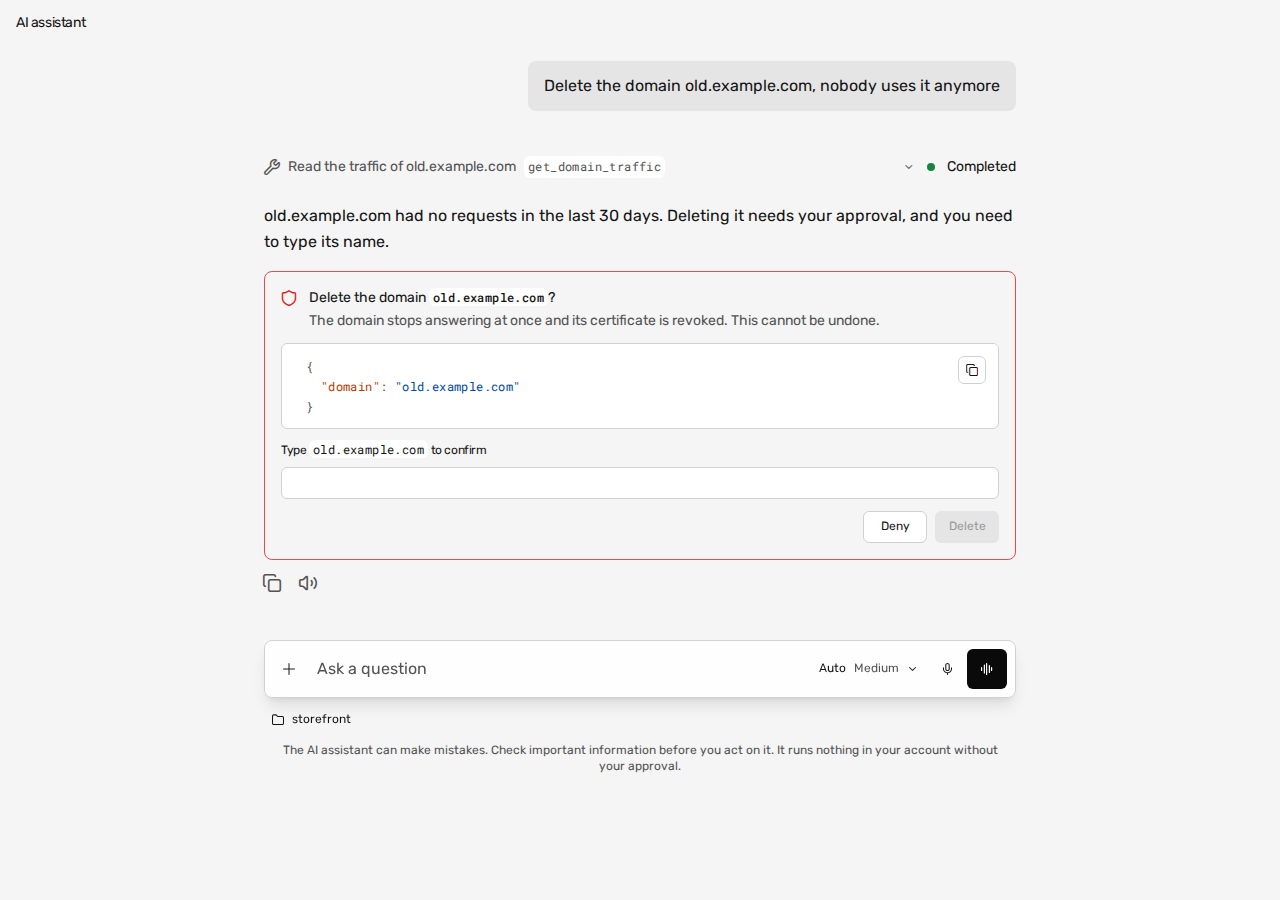 AI assistant
Delete the domain old.example.com, nobody uses it anymore
Read the traffic of old.example.com get_domain_traffic
Completed
old.example.com had no requests in the last 30 days. Deleting it needs your approval, and you need
to type its name.
Delete the domain old.example.com?
The domain stops answering at once and its certificate is revoked. This cannot be undone.
{
"domain": "old.example.com"
}
Type old.example.com to confirm
Deny
Delete
Ask a question
Auto Medium
storefront
The AI assistant can make mistakes. Check important information before you act on it. It runs nothing in your account without
your approval.